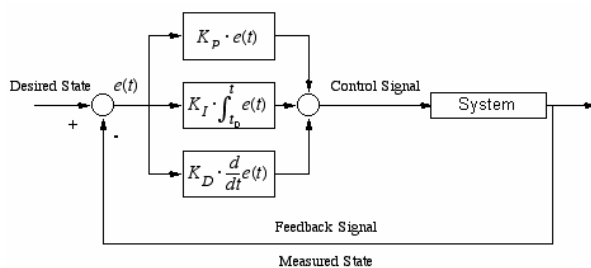 K_P · e(t)
Desired State
e(t)
K_I · ∫_{t_0}^{t} e(t)
Control Signal
System
+
-
K_D · d/dt e(t)
Feedback Signal
Measured State